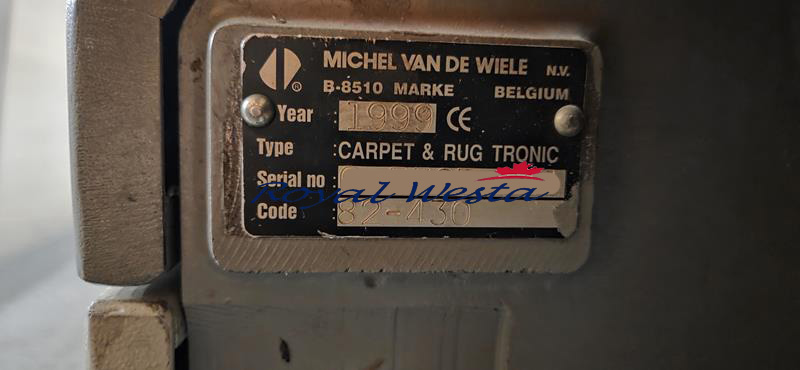 MICHEL VAN DE WIELE N.V.
B-8510 MARKE BELGIUM
Year : 1999 CE
Type : CARPET & RUG TRONIC
Serial no :
Royal Westa
Code : 82-430